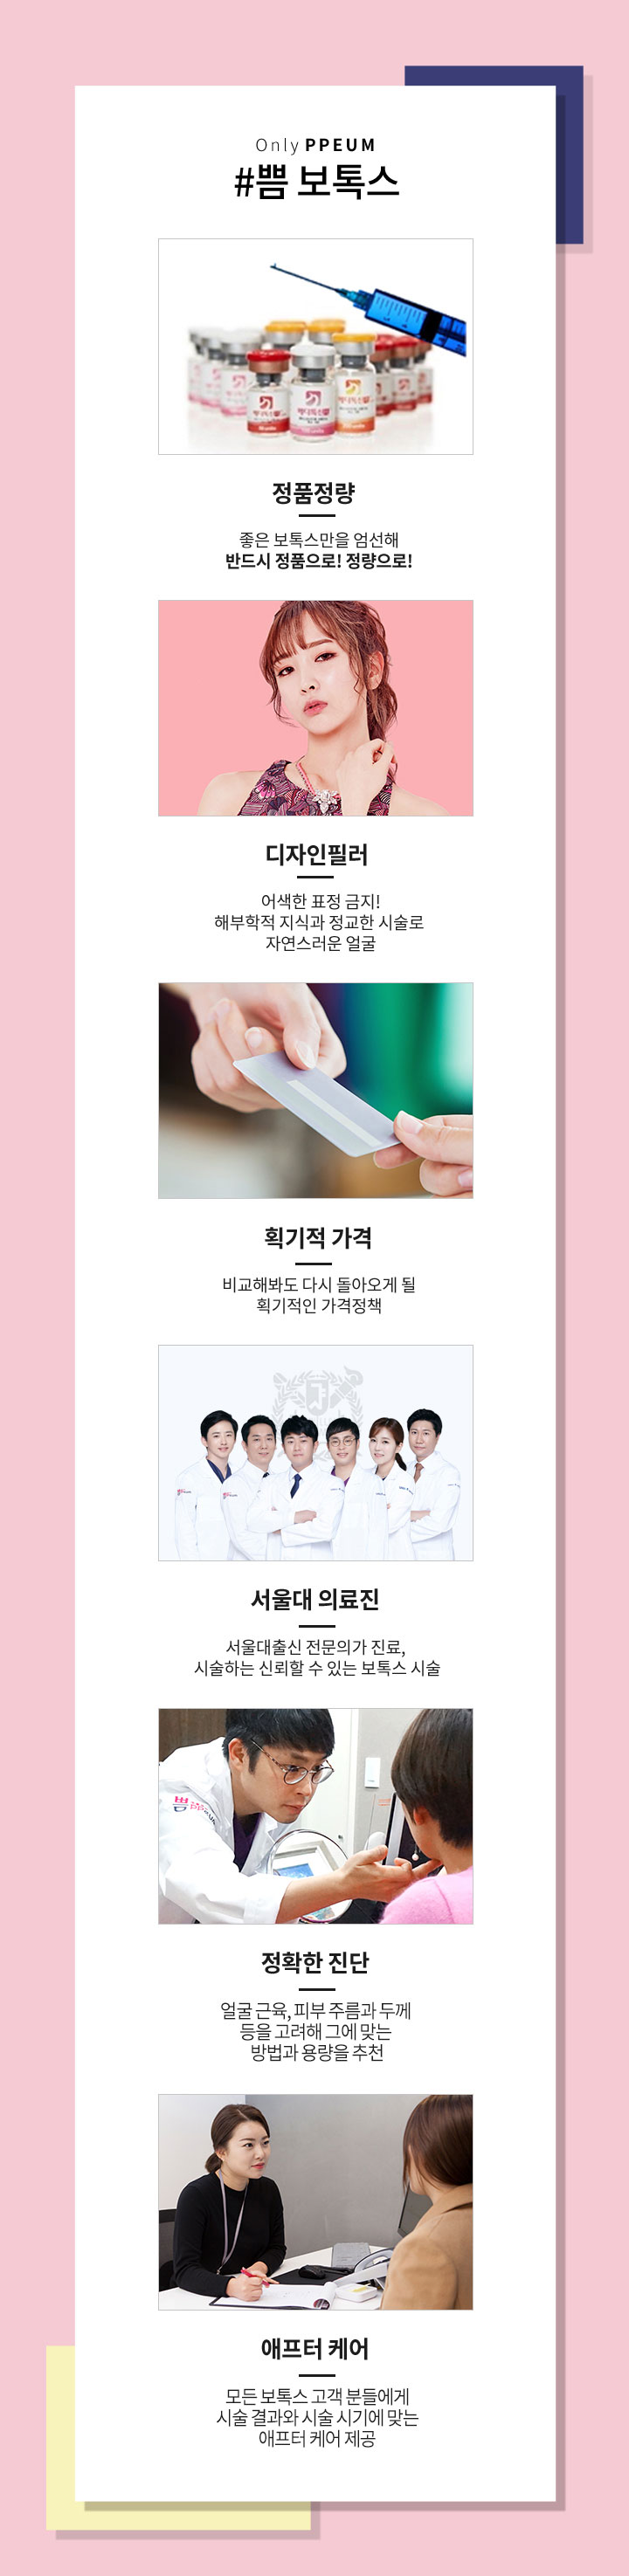 Only PPEUM
#쁨 보톡스
정품정량
좋은 보톡스만을 엄선해
반드시 정품으로! 정량으로!
디자인필러
어색한 표정 금지!
해부학적 지식과 정교한 시술로
자연스러운 얼굴
획기적 가격
비교해봐도 다시 돌아오게 될
획기적인 가격정책
서울대 의료진
서울대출신 전문의가 진료,
시술하는 신뢰할 수 있는 보톡스 시술
쁨
정확한 진단
얼굴 근육, 피부 주름과 두께
등을 고려해 그에 맞는
방법과 용량을 추천
애프터 케어
모든 보톡스 고객 분들에게
시술 결과와 시술 시기에 맞는
애프터 케어 제공